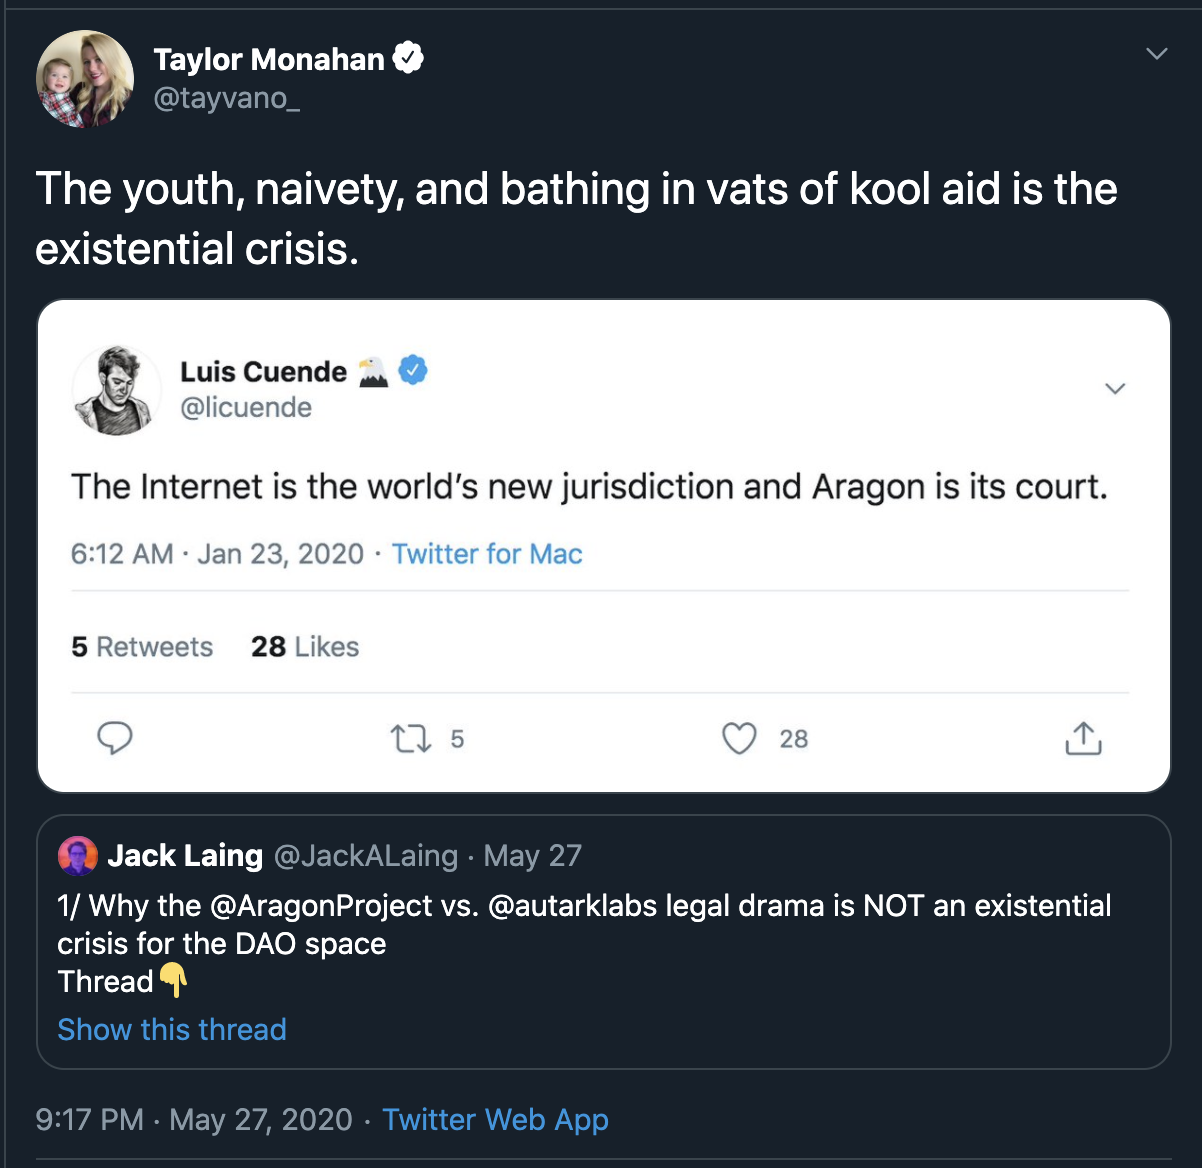 Taylor Monahan
@tayvano_
The youth, naivety, and bathing in vats of kool aid is the
existential crisis.
Luis Cuende
@licuende
The Internet is the world’s new jurisdiction and Aragon is its court.
6:12 AM · Jan 23, 2020 · Twitter for Mac
5 Retweets 28 Likes
5 28
Jack Laing @JackALaing · May 27
1/ Why the @AragonProject vs. @autarklabs legal drama is NOT an existential
crisis for the DAO space
Thread👇
Show this thread
9:17 PM · May 27, 2020 · Twitter Web App